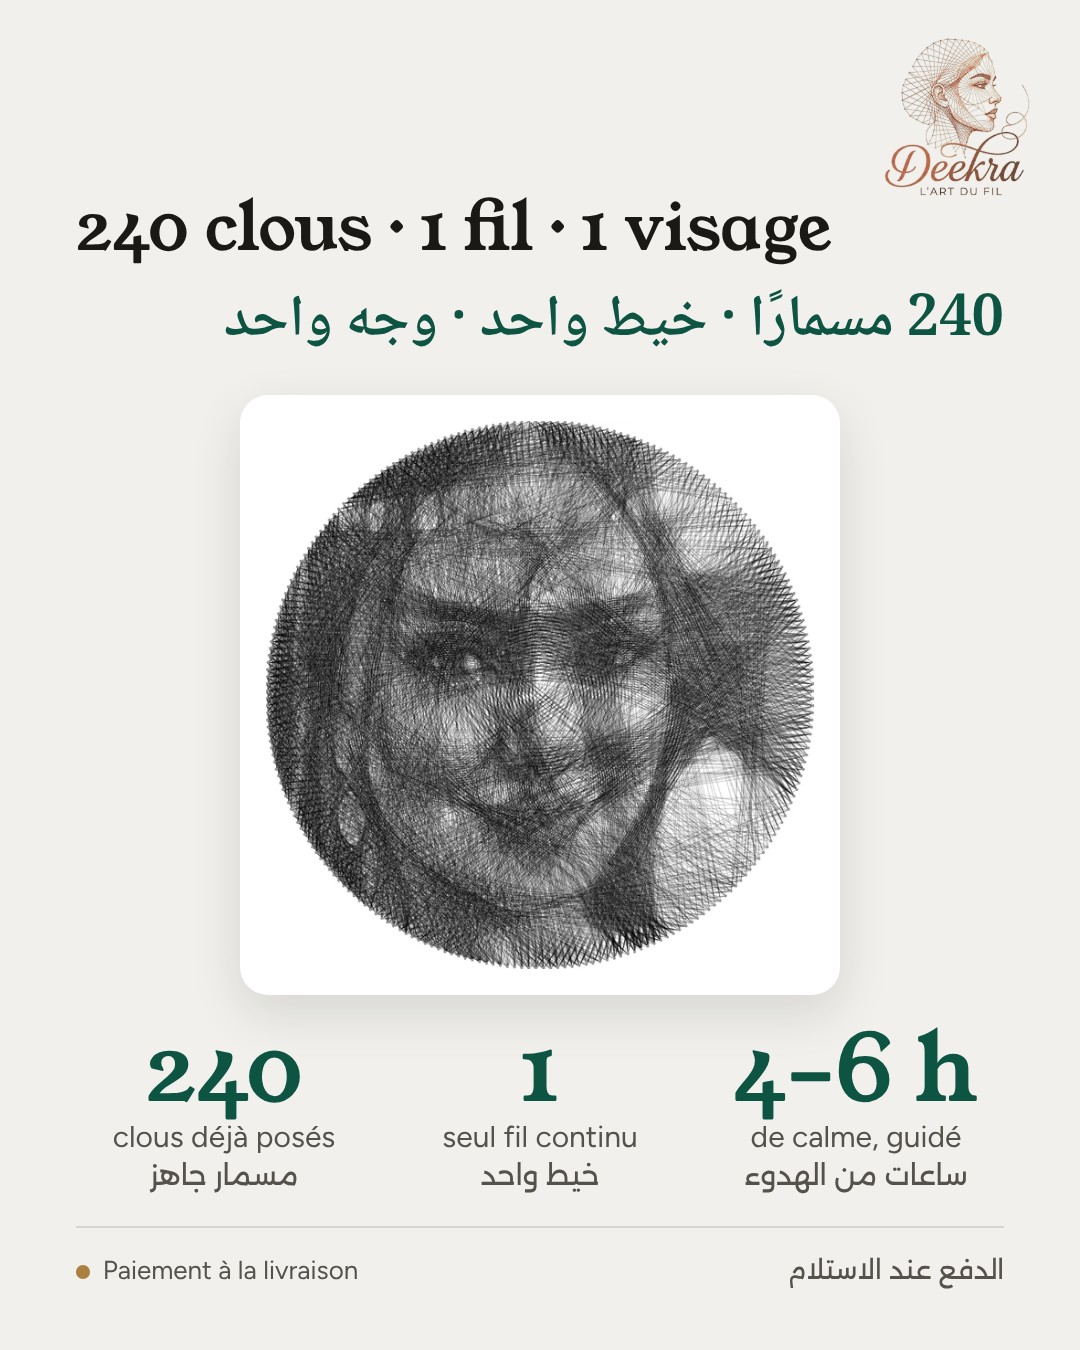 Deekra
L'ART DU FIL
240 clous · 1 fil · 1 visage
240 مسمارًا · خيط واحد · وجه واحد
240
clous déjà posés
مسمار جاهز
1
seul fil continu
خيط واحد
4–6 h
de calme, guidé
ساعات من الهدوء
Paiement à la livraison
الدفع عند الاستلام